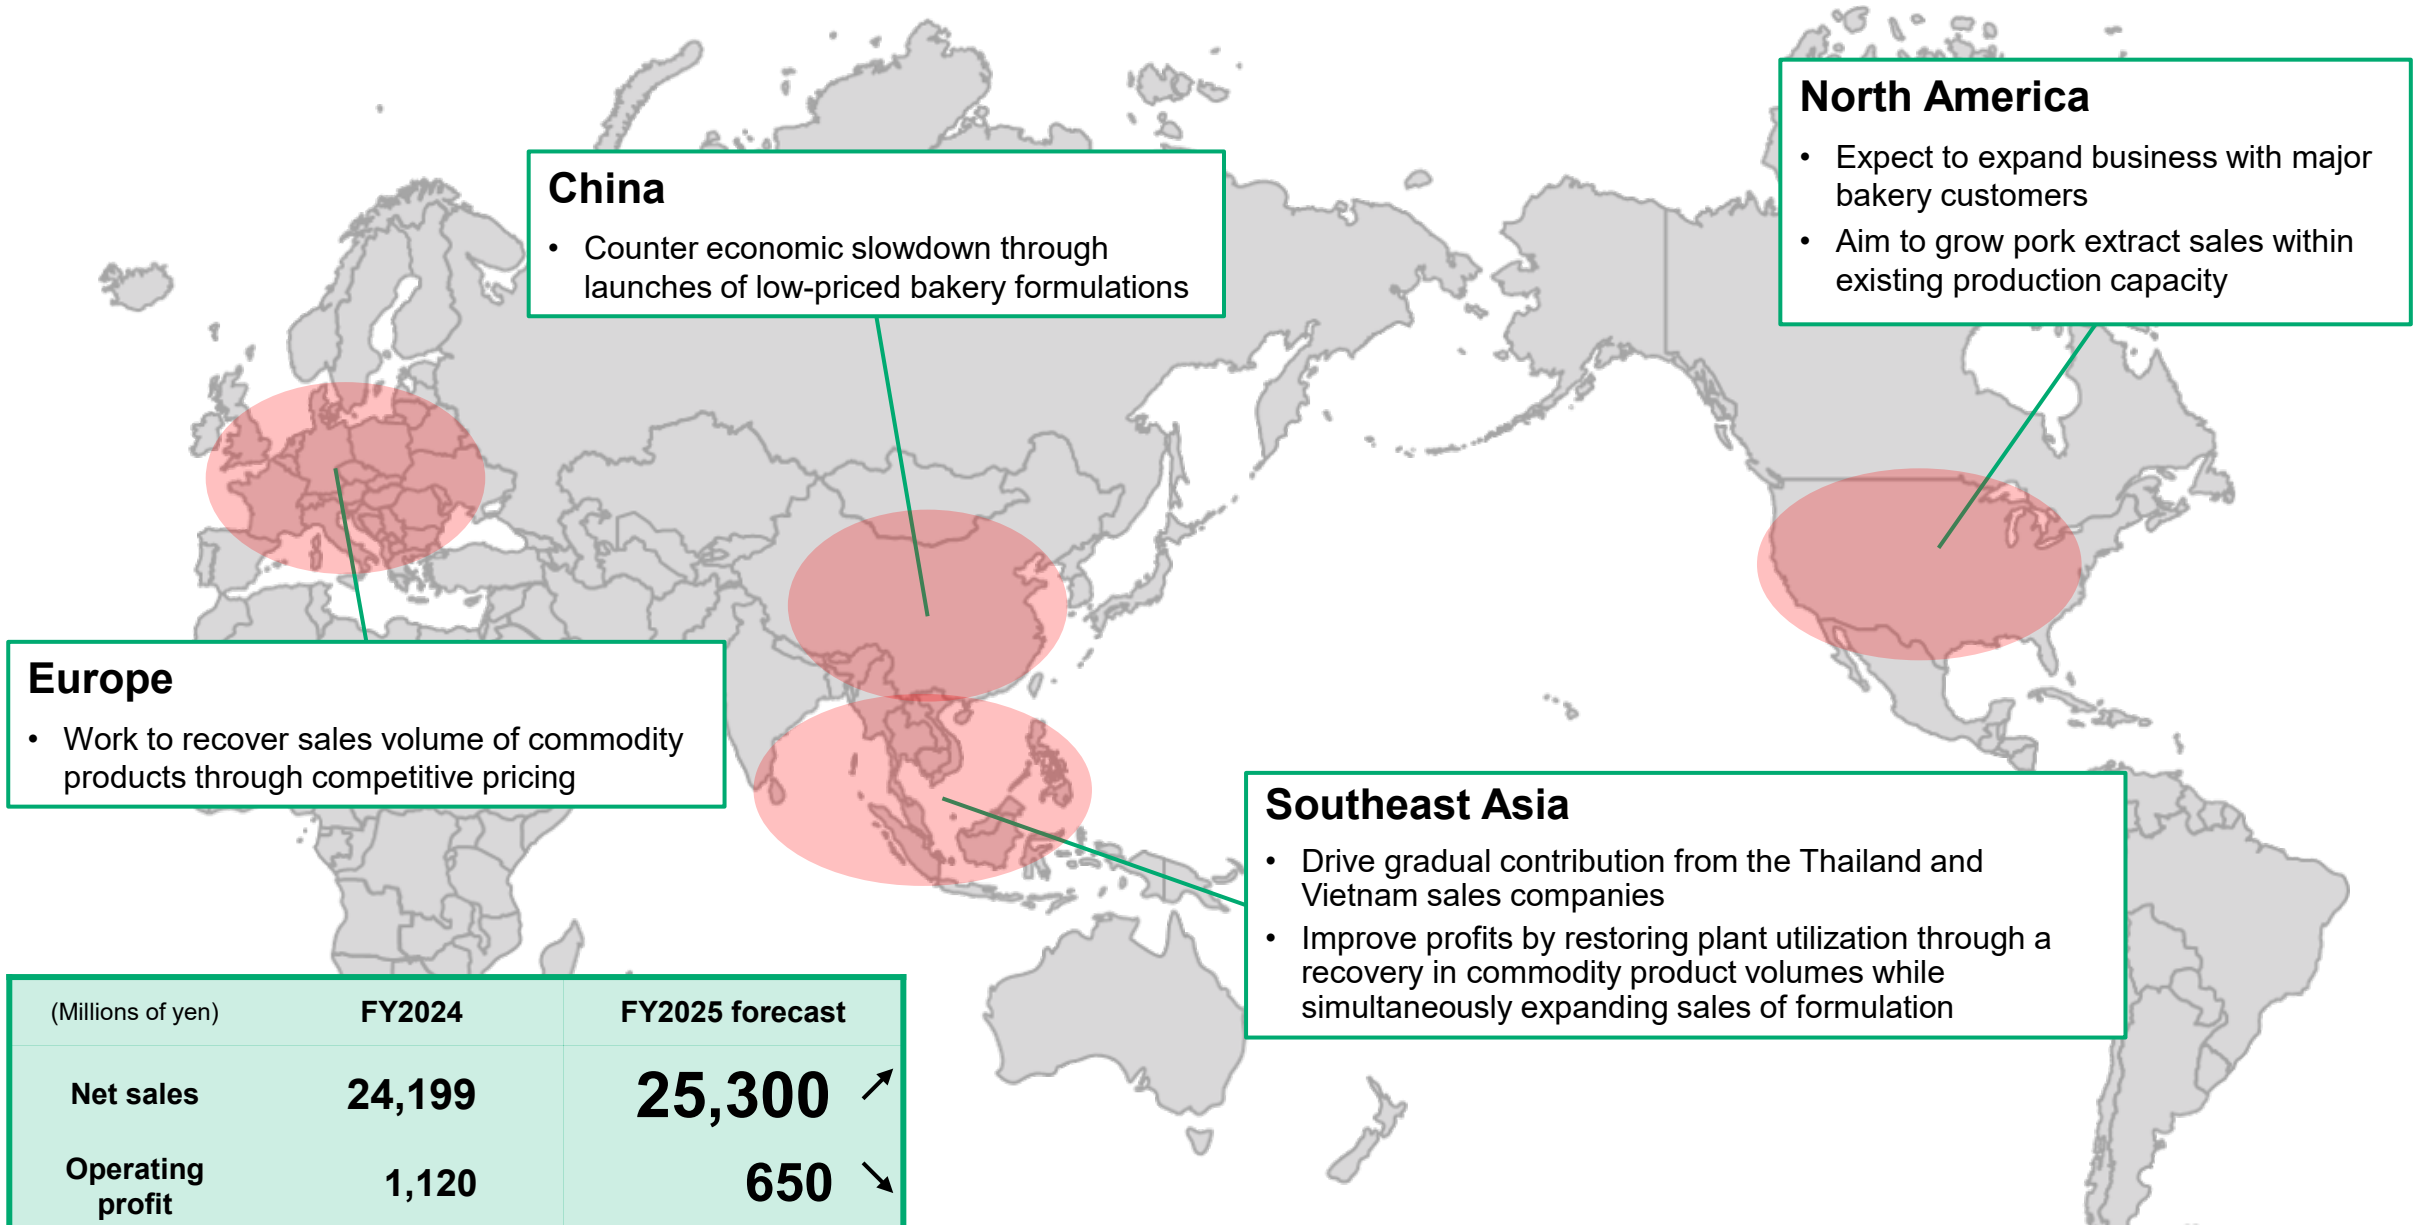 North America
• Expect to expand business with major
bakery customers
• Aim to grow pork extract sales within
existing production capacity
China
• Counter economic slowdown through
launches of low-priced bakery formulations
Europe
• Work to recover sales volume of commodity
products through competitive pricing
Southeast Asia
• Drive gradual contribution from the Thailand and
Vietnam sales companies
• Improve profits by restoring plant utilization through a
recovery in commodity product volumes while
simultaneously expanding sales of formulation
(Millions of yen) FY2024 FY2025 forecast
Net sales 24,199 25,300
Operating
profit 1,120 650